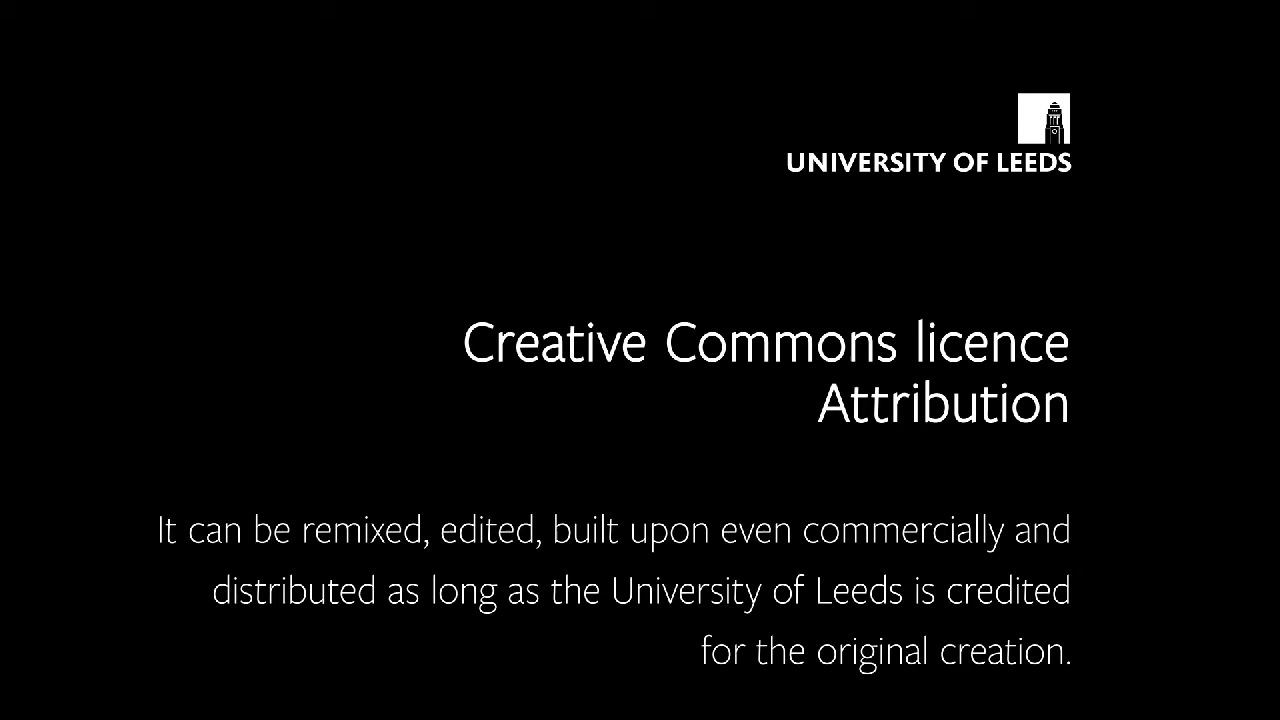 UNIVERSITY OF LEEDS
Creative Commons licence
Attribution
It can be remixed, edited, built upon even commercially and
distributed as long as the University of Leeds is credited
for the original creation.